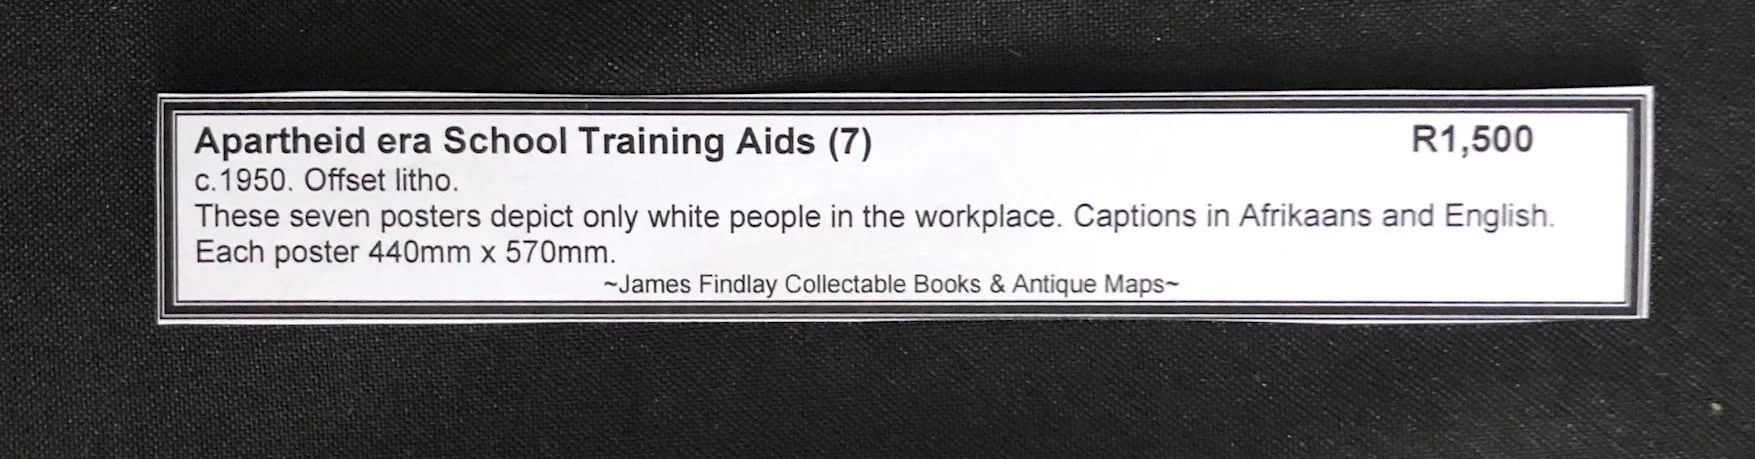 Apartheid era School Training Aids (7) R1,500
c.1950. Offset litho.
These seven posters depict only white people in the workplace. Captions in Afrikaans and English.
Each poster 440mm x 570mm.
~James Findlay Collectable Books & Antique Maps~